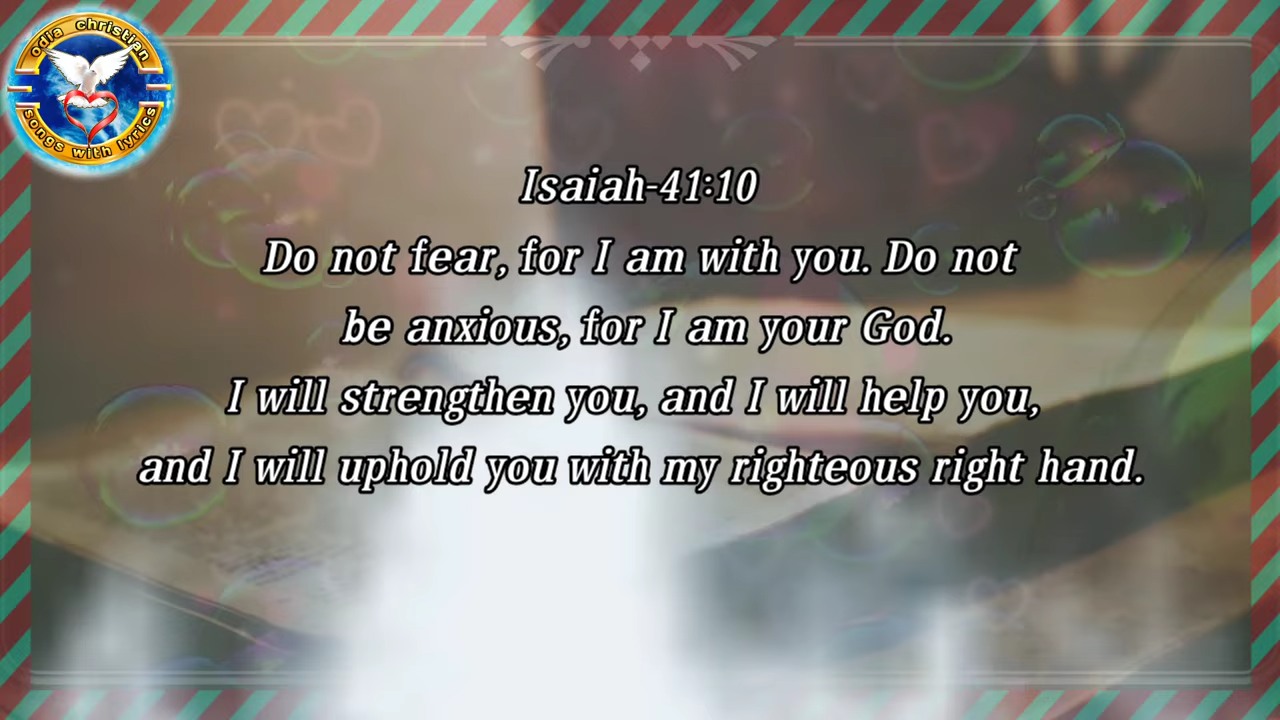 odia christian
songs with lyrics
Isaiah-41:10
Do not fear, for I am with you. Do not
be anxious, for I am your God.
I will strengthen you, and I will help you,
and I will uphold you with my righteous right hand.